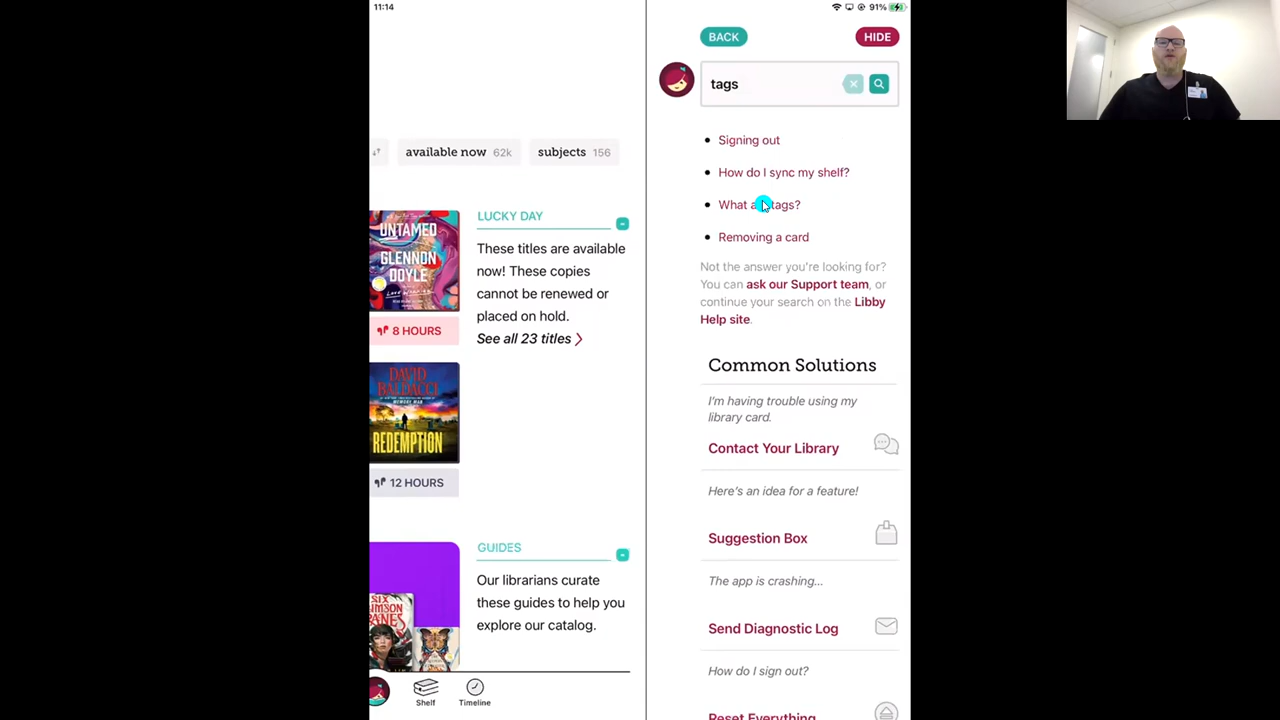 11:14
91%
BACK
HIDE
tags
available now 62k
subjects 156
Signing out
How do I sync my shelf?
What a tags?
Removing a card
Not the answer you're looking for?
You can ask our Support team, or
continue your search on the Libby
Help site.
UNTAMED
GLENNON
DOYLE
8 HOURS
LUCKY DAY
These titles are available
now! These copies
cannot be renewed or
placed on hold.
See all 23 titles
DAVID
BALDACCI
REDEMPTION
12 HOURS
Common Solutions
I'm having trouble using my
library card.
Contact Your Library
Here's an idea for a feature!
Suggestion Box
The app is crashing...
Send Diagnostic Log
How do I sign out?
Reset Everything
GUIDES
Our librarians curate
these guides to help you
explore our catalog.
SIX
CRIMSON
CRANES
Shelf
Timeline